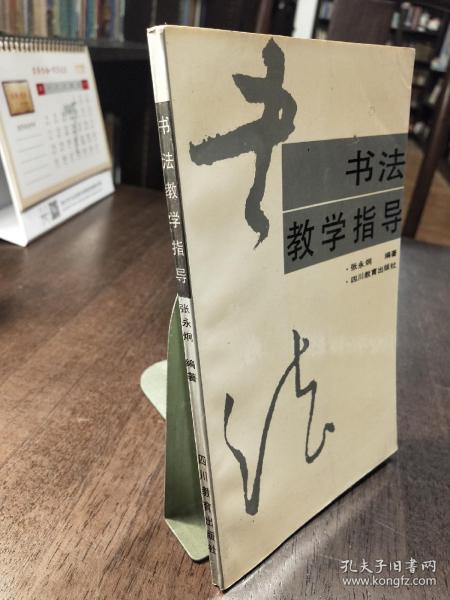 书法
书法
教学指导
·张永炯 编著
·四川教育出版社
书法教学指导
张永炯 编著
四川教育出版社
孔夫子旧书网
www.kongfz.com